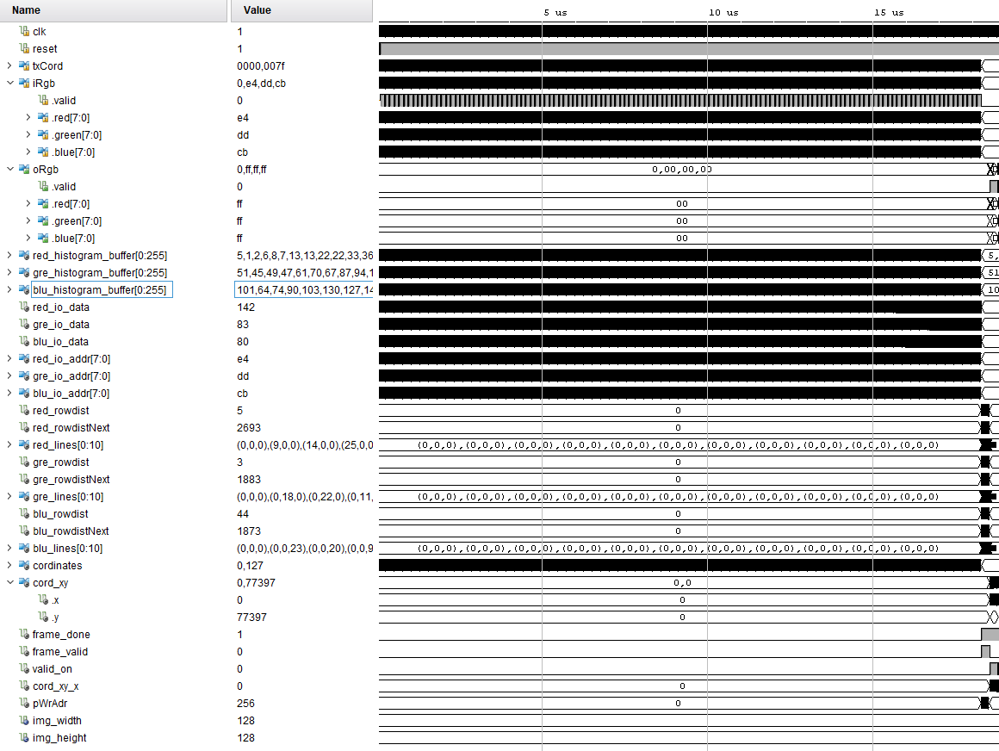 Name Value 5 us 10 us 15 us
clk 1
reset 1
txCord 0000,007f
iRgb 0,e4,dd,cb
.valid 0
.red[7:0] e4
.green[7:0] dd
.blue[7:0] cb
oRgb 0,ff,ff,ff 0,00,00,00
.valid 0
.red[7:0] ff 00
.green[7:0] ff 00
.blue[7:0] ff 00
red_histogram_buffer[0:255] 5,1,2,6,8,7,13,13,22,22,33,36 5,
gre_histogram_buffer[0:255] 51,45,49,47,61,70,67,87,94,1 51
blu_histogram_buffer[0:255] 101,64,74,90,103,130,127,14 10
red_io_data 142
gre_io_data 83
blu_io_data 80
red_io_addr[7:0] e4
gre_io_addr[7:0] dd
blu_io_addr[7:0] cb
red_rowdist 5 0
red_rowdistNext 2693 0
red_lines[0:10] (0,0,0),(9,0,0),(14,0,0),(25,0,0 (0,0,0),(0,0,0),(0,0,0),(0,0,0),(0,0,0),(0,0,0),(0,0,0),(0,0,0),(0,0,0),(0,0,0),(0,0,0)
gre_rowdist 3 0
gre_rowdistNext 1883 0
gre_lines[0:10] (0,0,0),(0,18,0),(0,22,0),(0,11, (0,0,0),(0,0,0),(0,0,0),(0,0,0),(0,0,0),(0,0,0),(0,0,0),(0,0,0),(0,0,0),(0,0,0),(0,0,0)
blu_rowdist 44 0
blu_rowdistNext 1873 0
blu_lines[0:10] (0,0,0),(0,0,23),(0,0,20),(0,0,9 (0,0,0),(0,0,0),(0,0,0),(0,0,0),(0,0,0),(0,0,0),(0,0,0),(0,0,0),(0,0,0),(0,0,0),(0,0,0)
cordinates 0,127
cord_xy 0,77397 0,0
.x 0 0
.y 77397 0
frame_done 1
frame_valid 0
valid_on 0
cord_xy_x 0 0
pWrAdr 256 0
img_width 128
img_height 128